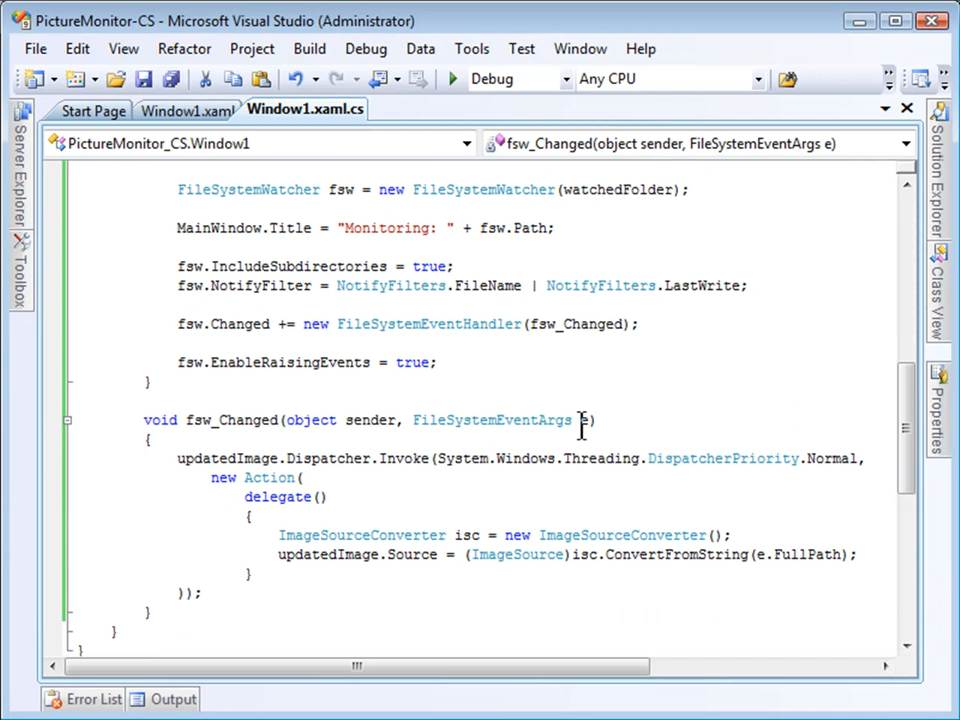 PictureMonitor-CS - Microsoft Visual Studio (Administrator)
File Edit View Refactor Project Build Debug Data Tools Test Window Help
Debug Any CPU
Start Page Window1.xaml Window1.xaml.cs
PictureMonitor_CS.Window1 fsw_Changed(object sender, FileSystemEventArgs e)
Server Explorer
Toolbox
FileSystemWatcher fsw = new FileSystemWatcher(watchedFolder);
MainWindow.Title = "Monitoring: " + fsw.Path;
fsw.IncludeSubdirectories = true;
fsw.NotifyFilter = NotifyFilters.FileName | NotifyFilters.LastWrite;
fsw.Changed += new FileSystemEventHandler(fsw_Changed);
fsw.EnableRaisingEvents = true;
}
void fsw_Changed(object sender, FileSystemEventArgs e)
{
updatedImage.Dispatcher.Invoke(System.Windows.Threading.DispatcherPriority.Normal,
new Action(
delegate()
{
ImageSourceConverter isc = new ImageSourceConverter();
updatedImage.Source = (ImageSource)isc.ConvertFromString(e.FullPath);
}
));
}
}
}
Solution Explorer
Class View
Properties
Error List Output